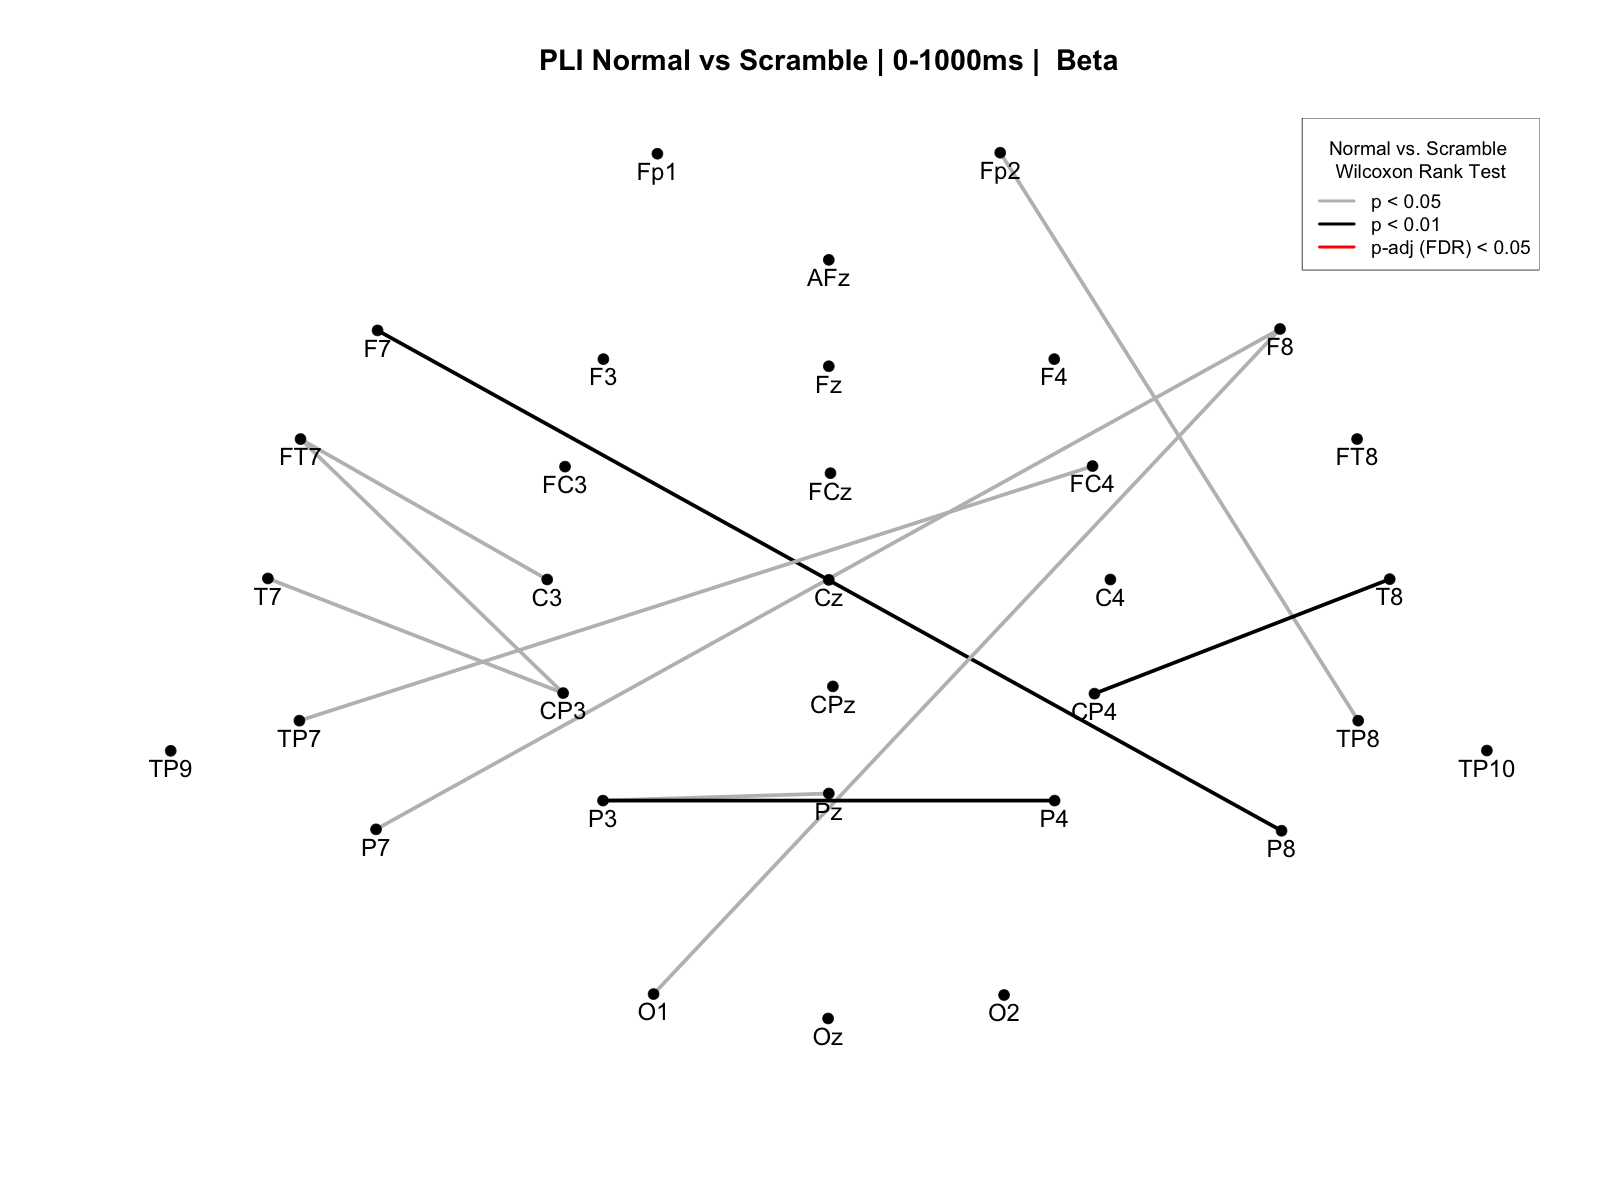 PLI Normal vs Scramble | 0-1000ms | Beta
Normal vs. Scramble
Wilcoxon Rank Test
p < 0.05
p < 0.01
p-adj (FDR) < 0.05
Fp1
Fp2
AFz
F7
F3
Fz
F4
F8
FT7
FC3
FCz
FC4
FT8
T7
C3
Cz
C4
T8
TP9
TP7
CP3
CPz
CP4
TP8
TP10
P7
P3
Pz
P4
P8
O1
Oz
O2